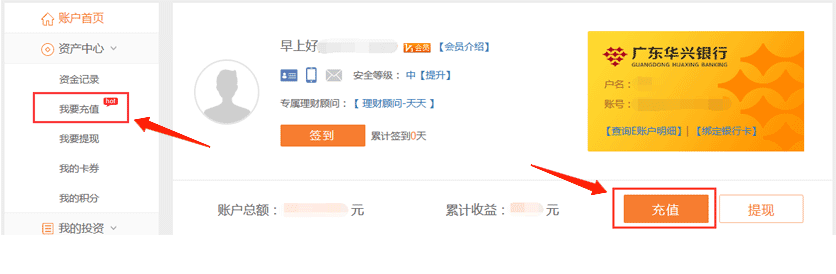 账户首页
资产中心
资金记录
我要充值 hot
我要提现
我的卡券
我的积分
我的投资
早上好 会员 【会员介绍】
安全等级： 中【提升】
专属理财顾问：【 理财顾问-天天 】
签到 累计签到0天
广东华兴银行
GUANGDONG HUAXING BANKING
户名：
账号：
【查询E账户明细】|【绑定银行卡】
账户总额： 元 累计收益： 元 充值 提现